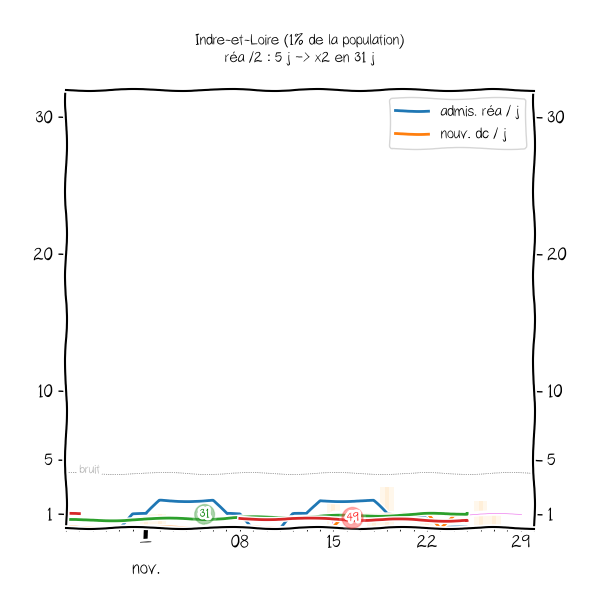 Indre-et-Loire (1% de la population)
réa /2 : 5 j -> x2 en 31 j
admis. réa / j
nouv. dc / j
30
30
20
20
10
10
5
5
bruit
1
1
31
49
1
08
15
22
29
nov.